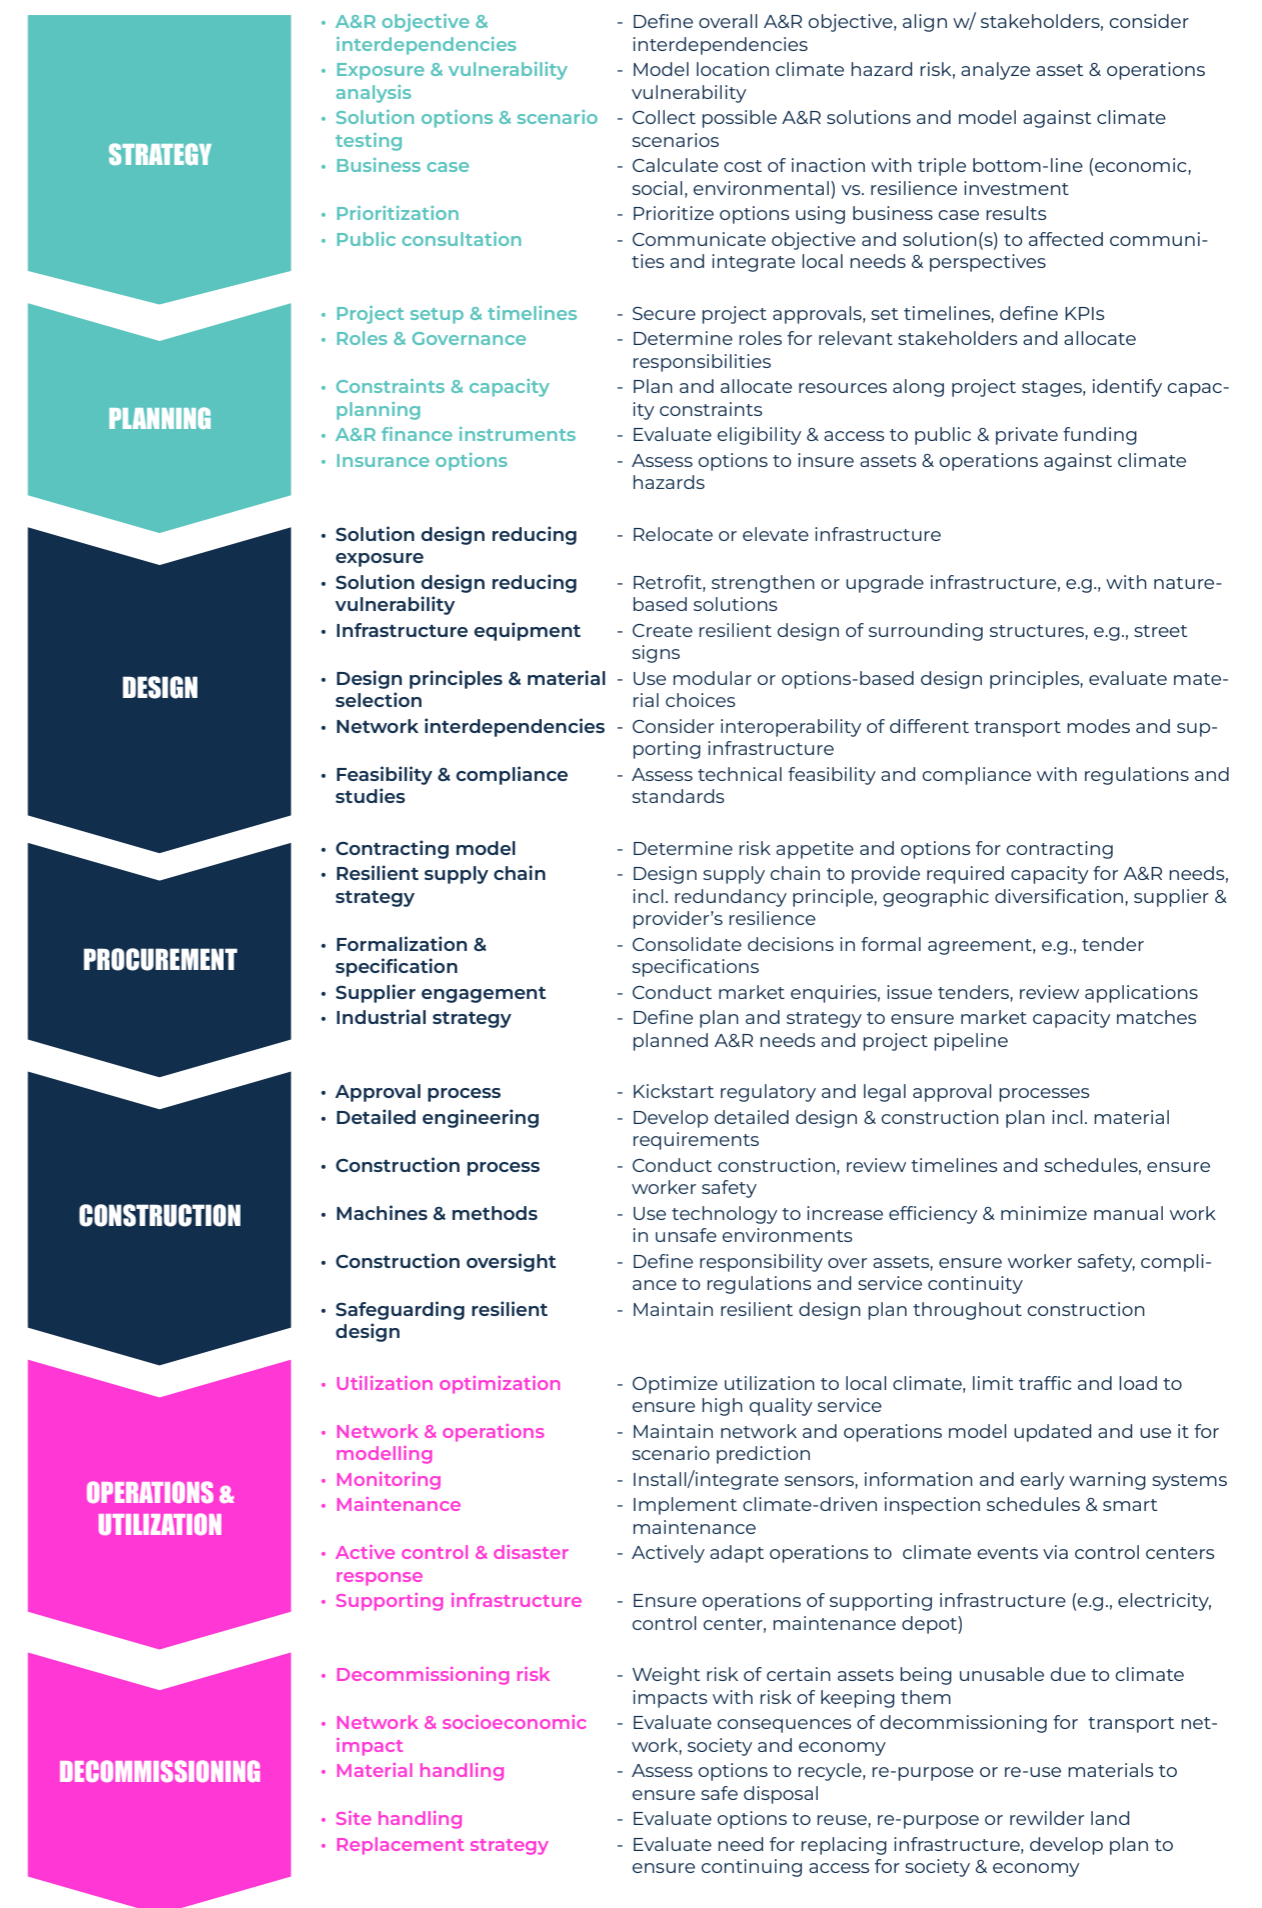 STRATEGY
• A&R objective &
interdependencies
- Define overall A&R objective, align w/ stakeholders, consider
interdependencies
• Exposure & vulnerability
analysis
- Model location climate hazard risk, analyze asset & operations
vulnerability
• Solution options & scenario
testing
- Collect possible A&R solutions and model against climate
scenarios
• Business case
- Calculate cost of inaction with triple bottom-line (economic,
social, environmental) vs. resilience investment
• Prioritization
- Prioritize options using business case results
• Public consultation
- Communicate objective and solution(s) to affected communi-
ties and integrate local needs & perspectives
PLANNING
• Project setup & timelines
- Secure project approvals, set timelines, define KPIs
• Roles & Governance
- Determine roles for relevant stakeholders and allocate
responsibilities
• Constraints & capacity
planning
- Plan and allocate resources along project stages, identify capac-
ity constraints
• A&R finance instruments
- Evaluate eligibility & access to public & private funding
• Insurance options
- Assess options to insure assets & operations against climate
hazards
DESIGN
• Solution design reducing
exposure
- Relocate or elevate infrastructure
• Solution design reducing
vulnerability
- Retrofit, strengthen or upgrade infrastructure, e.g., with nature-
based solutions
• Infrastructure equipment
- Create resilient design of surrounding structures, e.g., street
signs
• Design principles & material
selection
- Use modular or options-based design principles, evaluate mate-
rial choices
• Network interdependencies
- Consider interoperability of different transport modes and sup-
porting infrastructure
• Feasibility & compliance
studies
- Assess technical feasibility and compliance with regulations and
standards
PROCUREMENT
• Contracting model
- Determine risk appetite and options for contracting
• Resilient supply chain
strategy
- Design supply chain to provide required capacity for A&R needs,
incl. redundancy principle, geographic diversification, supplier &
provider's resilience
• Formalization &
specification
- Consolidate decisions in formal agreement, e.g., tender
specifications
• Supplier engagement
- Conduct market enquiries, issue tenders, review applications
• Industrial strategy
- Define plan and strategy to ensure market capacity matches
planned A&R needs and project pipeline
CONSTRUCTION
• Approval process
- Kickstart regulatory and legal approval processes
• Detailed engineering
- Develop detailed design & construction plan incl. material
requirements
• Construction process
- Conduct construction, review timelines and schedules, ensure
worker safety
• Machines & methods
- Use technology to increase efficiency & minimize manual work
in unsafe environments
• Construction oversight
- Define responsibility over assets, ensure worker safety, compli-
ance to regulations and service continuity
• Safeguarding resilient
design
- Maintain resilient design plan throughout construction
OPERATIONS &
UTILIZATION
• Utilization optimization
- Optimize utilization to local climate, limit traffic and load to
ensure high quality service
• Network & operations
modelling
- Maintain network and operations model updated and use it for
scenario prediction
• Monitoring
- Install/integrate sensors, information and early warning systems
• Maintenance
- Implement climate-driven inspection schedules & smart
maintenance
• Active control & disaster
response
- Actively adapt operations to climate events via control centers
• Supporting infrastructure
- Ensure operations of supporting infrastructure (e.g., electricity,
control center, maintenance depot)
DECOMMISSIONING
• Decommissioning risk
- Weight risk of certain assets being unusable due to climate
impacts with risk of keeping them
• Network & socioeconomic
impact
- Evaluate consequences of decommissioning for transport net-
work, society and economy
• Material handling
- Assess options to recycle, re-purpose or re-use materials to
ensure safe disposal
• Site handling
- Evaluate options to reuse, re-purpose or rewilder land
• Replacement strategy
- Evaluate need for replacing infrastructure, develop plan to
ensure continuing access for society & economy